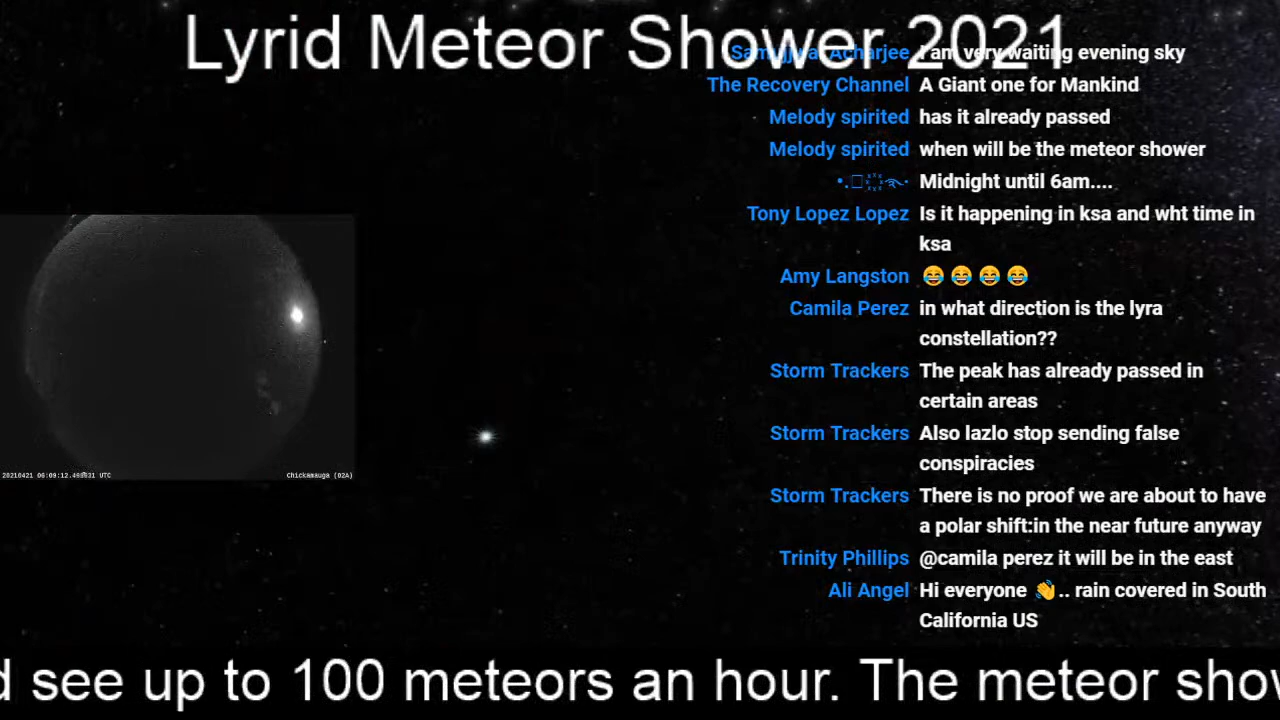 Lyrid Meteor Shower 2021
Acharjee I am very waiting evening sky
The Recovery Channel A Giant one for Mankind
Melody spirited has it already passed
Melody spirited when will be the meteor shower
Midnight until 6am....
Tony Lopez Lopez Is it happening in ksa and wht time in
ksa
Amy Langston 😂 😂 😂 😂
Camila Perez in what direction is the lyra
constellation??
Storm Trackers The peak has already passed in
certain areas
Storm Trackers Also lazlo stop sending false
conspiracies
Storm Trackers There is no proof we are about to have
a polar shift:in the near future anyway
20210421 UTC
Chickamauga (02A)
Trinity Phillips @camila perez it will be in the east
Ali Angel Hi everyone 👏.. rain covered in South
California US
d see up to 100 meteors an hour. The meteor show